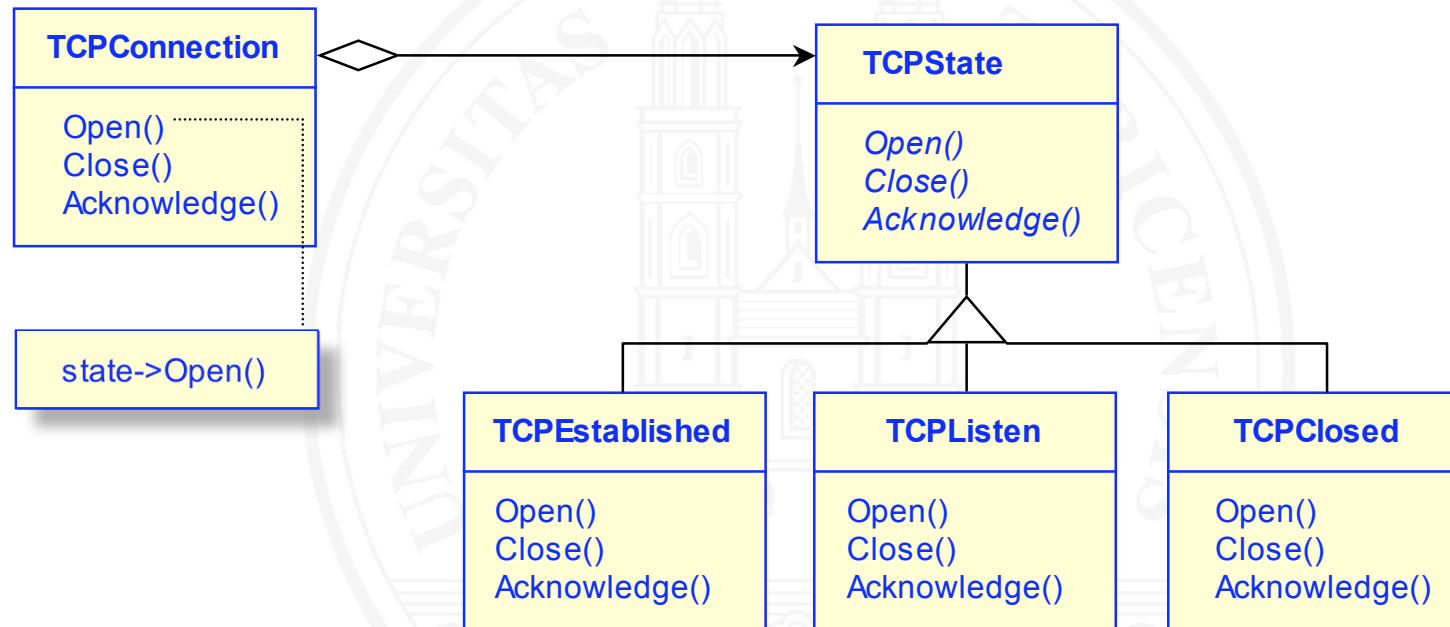 TCPConnection
Open()
Close()
Acknowledge()
state->Open()
TCPState
Open()
Close()
Acknowledge()
TCPEstablished
Open()
Close()
Acknowledge()
TCPListen
Open()
Close()
Acknowledge()
TCPClosed
Open()
Close()
Acknowledge()
UNIVERSITAS